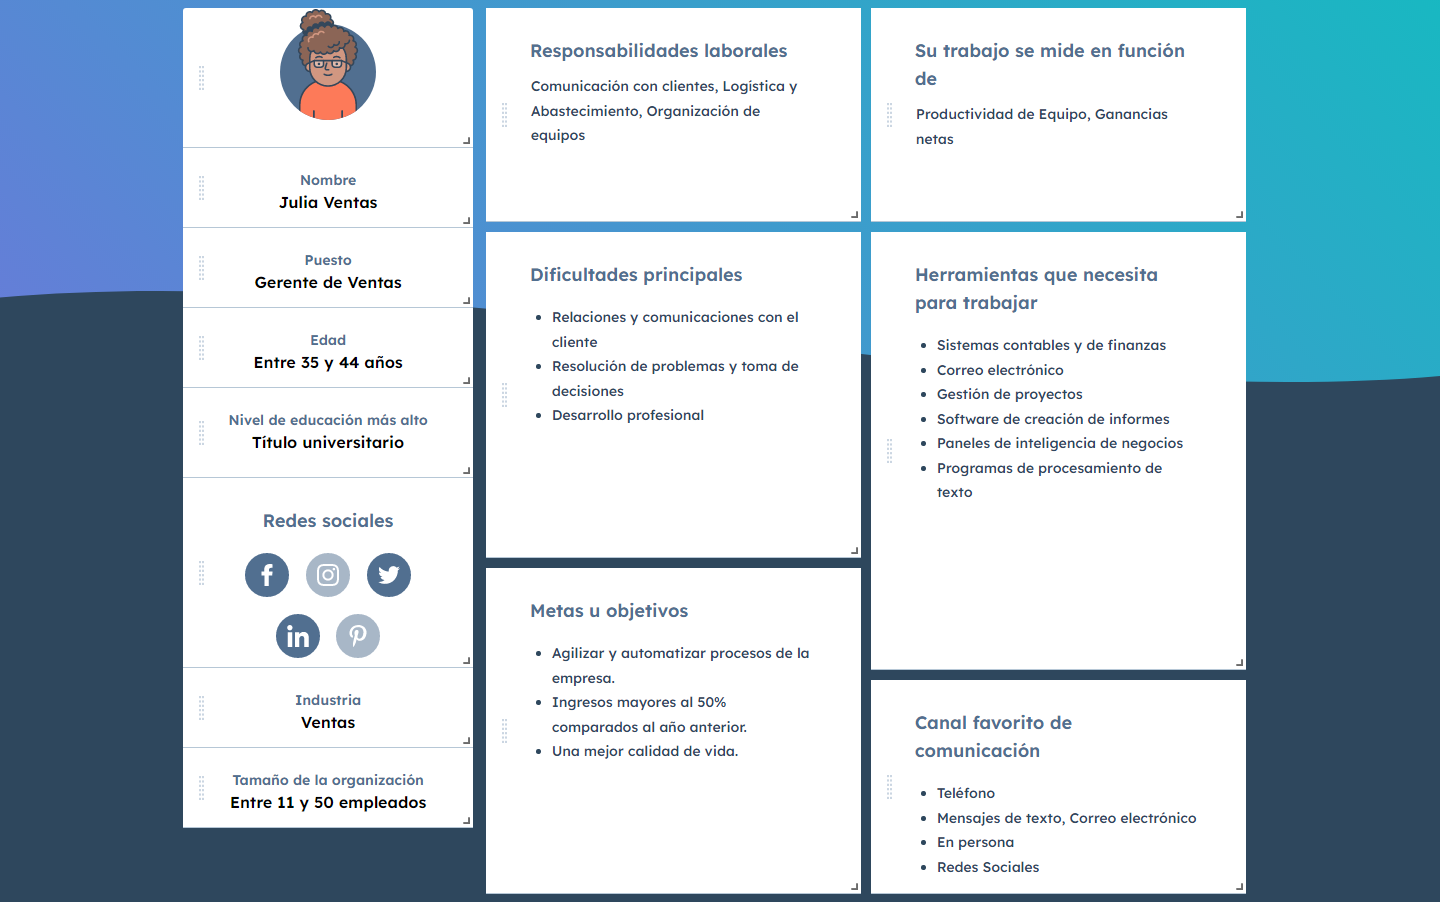 Nombre
Julia Ventas
Puesto
Gerente de Ventas
Edad
Entre 35 y 44 años
Nivel de educación más alto
Título universitario
Redes sociales
Industria
Ventas
Tamaño de la organización
Entre 11 y 50 empleados
Responsabilidades laborales
Comunicación con clientes, Logística y
Abastecimiento, Organización de
equipos
Dificultades principales
• Relaciones y comunicaciones con el
cliente
• Resolución de problemas y toma de
decisiones
• Desarrollo profesional
Metas u objetivos
• Agilizar y automatizar procesos de la
empresa.
• Ingresos mayores al 50%
comparados al año anterior.
• Una mejor calidad de vida.
Su trabajo se mide en función
de
Productividad de Equipo, Ganancias
netas
Herramientas que necesita
para trabajar
• Sistemas contables y de finanzas
• Correo electrónico
• Gestión de proyectos
• Software de creación de informes
• Paneles de inteligencia de negocios
• Programas de procesamiento de
texto
Canal favorito de
comunicación
• Teléfono
• Mensajes de texto, Correo electrónico
• En persona
• Redes Sociales